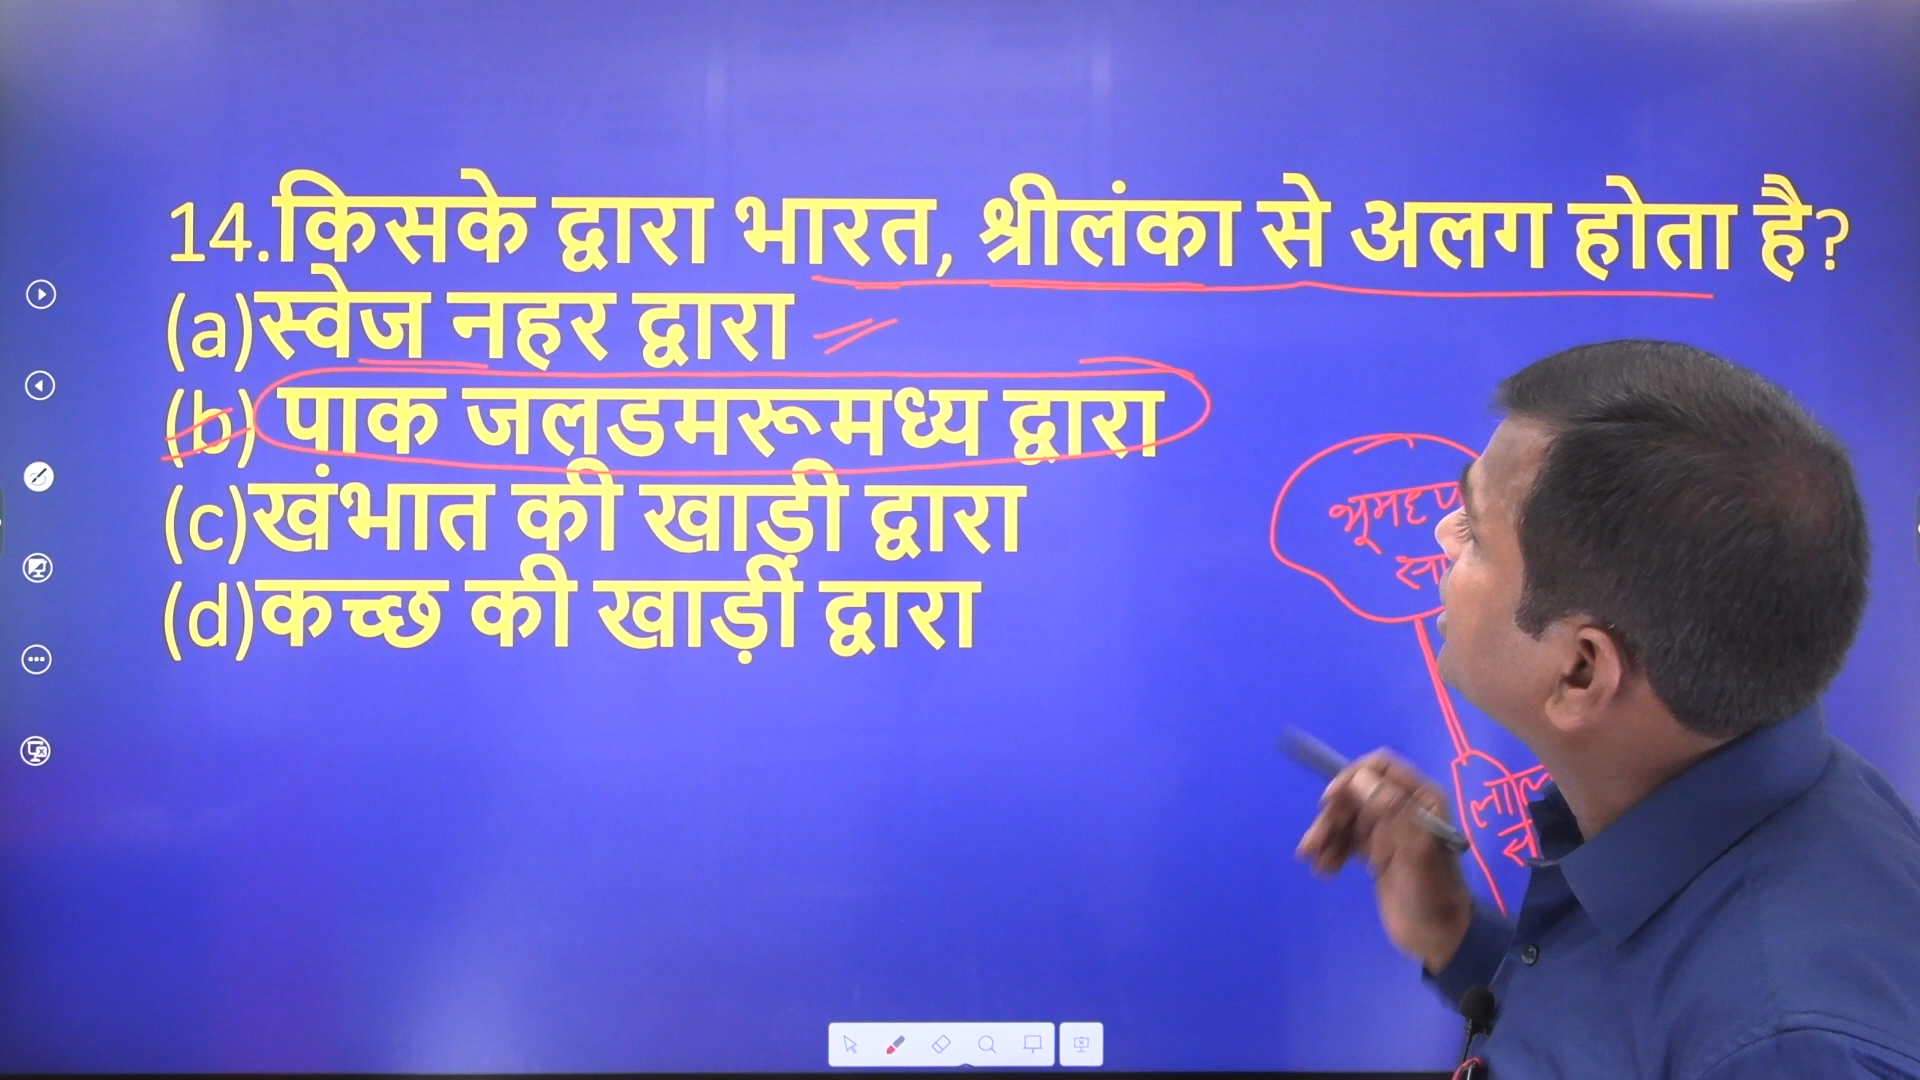 14.किसके द्वारा भारत, श्रीलंका से अलग होता है?
(a)स्वेज नहर द्वारा
(b) पाक जलडमरूमध्य द्वारा
(c)खंभात की खाड़ी द्वारा
(d)कच्छ की खाड़ी द्वारा